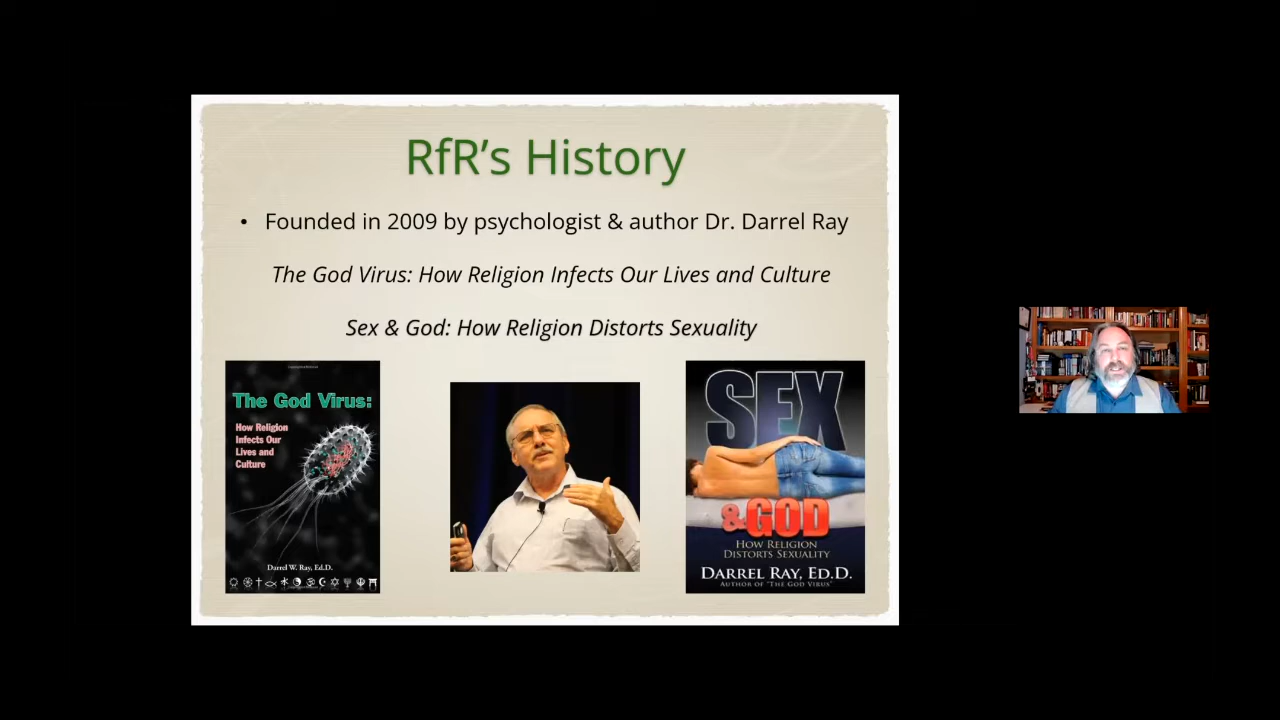 RfR’s History
• Founded in 2009 by psychologist & author Dr. Darrel Ray
The God Virus: How Religion Infects Our Lives and Culture
Sex & God: How Religion Distorts Sexuality
The God Virus:
How Religion
Infects Our
Lives and
Culture
Darrel W. Ray, Ed.D.
SEX
&GOD
HOW RELIGION
DISTORTS SEXUALITY
DARREL RAY, ED.D.
AUTHOR OF "THE GOD VIRUS"